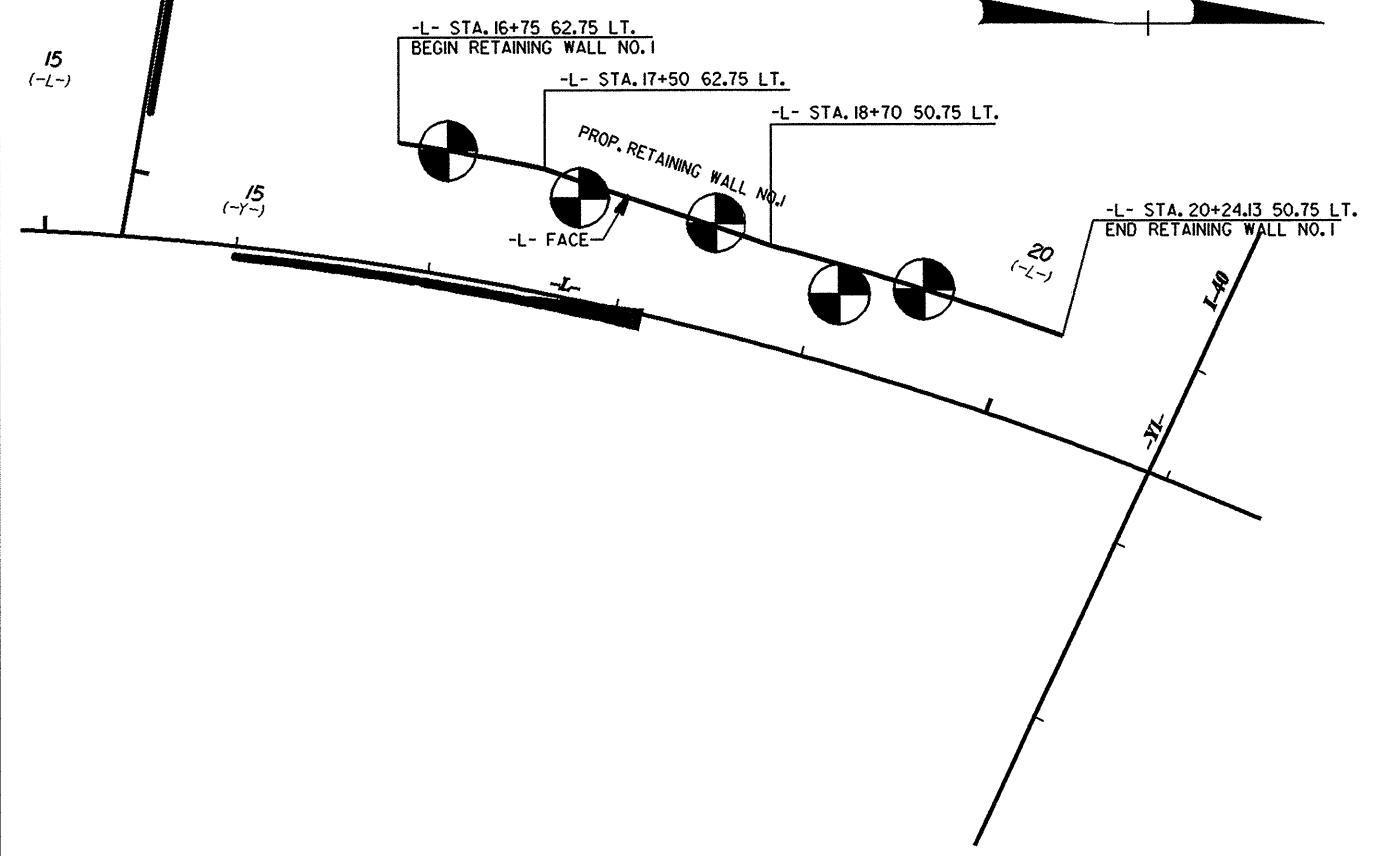 -L- STA. 16+75 62.75 LT.
BEGIN RETAINING WALL NO. 1
15
(-L-)
-L- STA. 17+50 62.75 LT.
-L- STA. 18+70 50.75 LT.
PROP. RETAINING WALL NO. 1
15
(-Y-)
-L- STA. 20+24.13 50.75 LT.
END RETAINING WALL NO. 1
-L- FACE
20
(-L-)
-L-
I-40
-Y1-